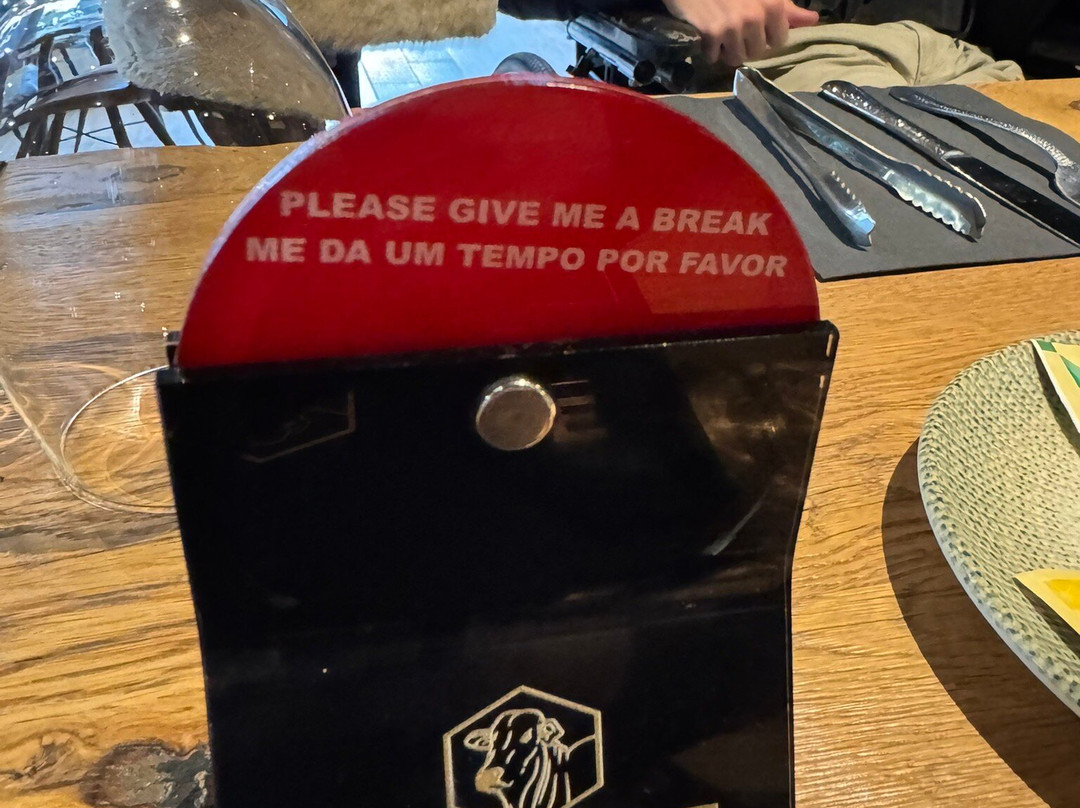 PLEASE GIVE ME A BREAK
ME DA UM TEMPO POR FAVOR